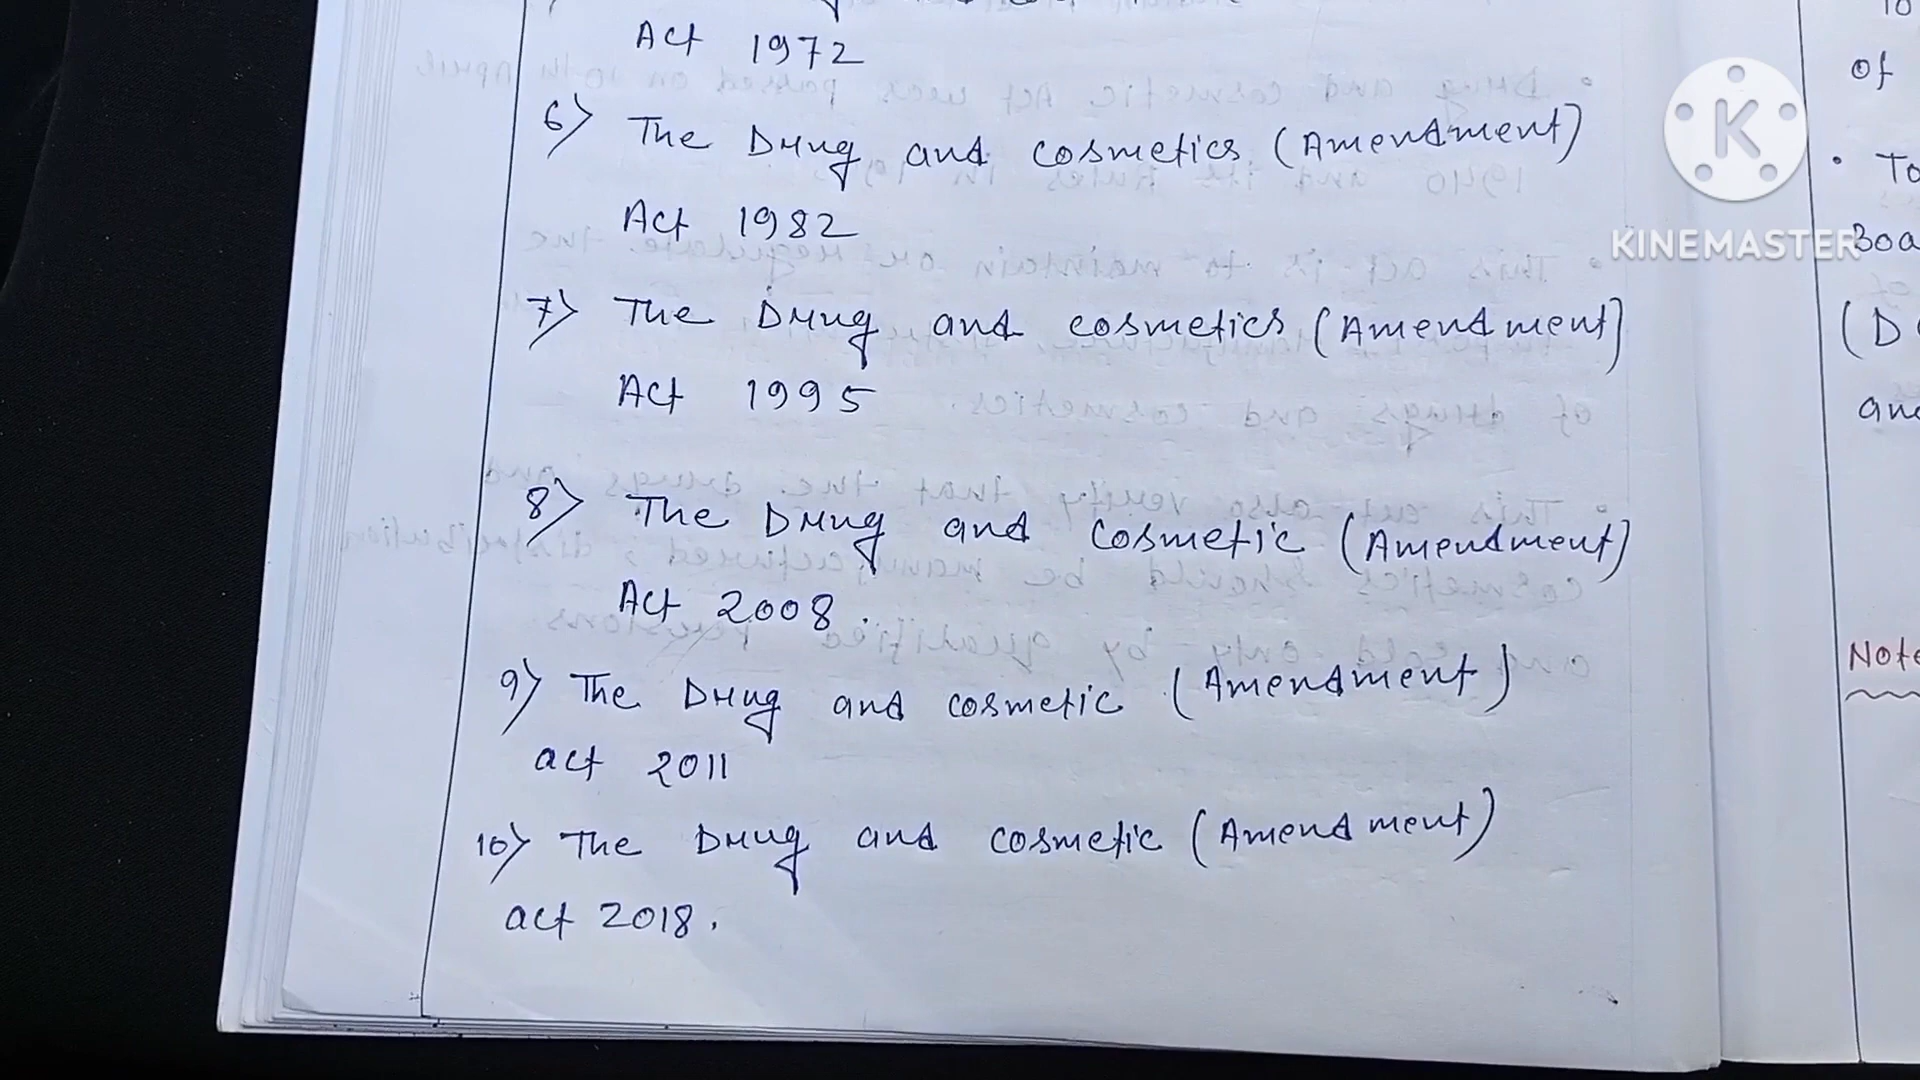 Act 1972
6) The Drug and cosmetics (Amendment)
Act 1982
7) The Drug and cosmetics (Amendment)
Act 1995
8) The Drug and cosmetic (Amendment)
Act 2008.
9) The Drug and cosmetic (Amendment)
act 2011
10) The Drug and cosmetic (Amendment)
act 2018.
K
KINEMASTER
10
of
• To
Boa
(D
and
Note